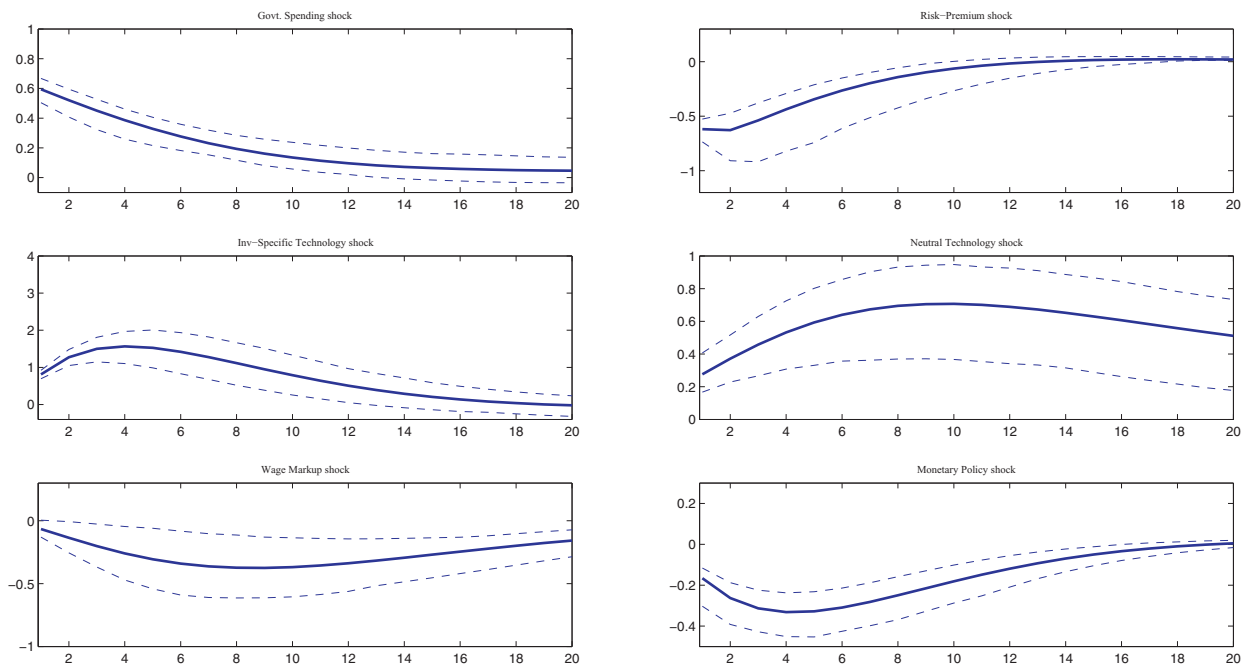 Govt. Spending shock
1
0.8
0.6
0.4
0.2
0
2 4 6 8 10 12 14 16 18 20
Risk−Premium shock
0
−0.5
−1
2 4 6 8 10 12 14 16 18 20
Inv−Specific Technology shock
4
3
2
1
0
2 4 6 8 10 12 14 16 18 20
Neutral Technology shock
1
0.8
0.6
0.4
0.2
0
2 4 6 8 10 12 14 16 18 20
Wage Markup shock
0
−0.5
−1
2 4 6 8 10 12 14 16 18 20
Monetary Policy shock
0.2
0
−0.2
−0.4
2 4 6 8 10 12 14 16 18 20